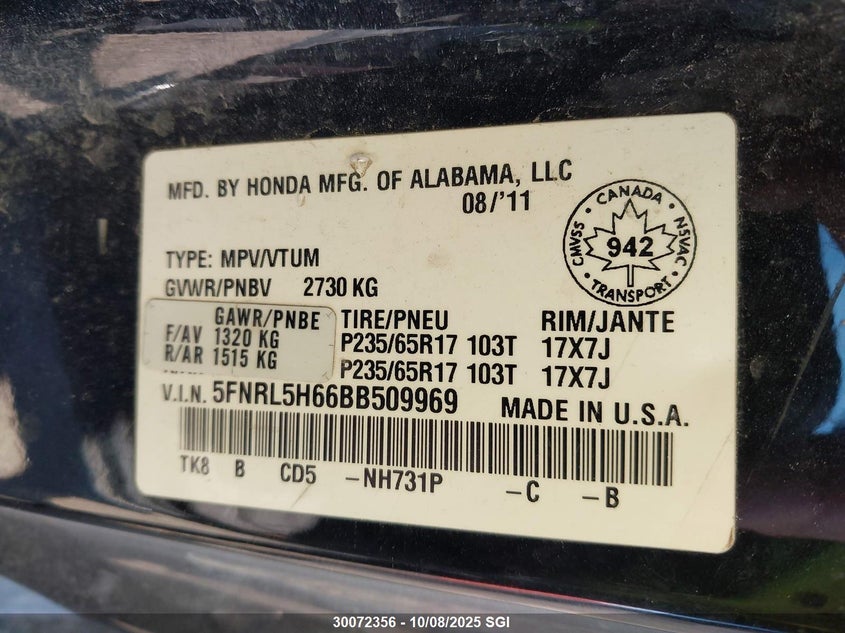 MFD. BY HONDA MFG. OF ALABAMA, LLC
08/'11
CANADA
CMVSS
NSVAC
942
TRANSPORT
TYPE: MPV/VTUM
GVWR/PNBV 2730 KG
GAWR/PNBE TIRE/PNEU RIM/JANTE
F/AV 1320 KG P235/65R17 103T 17X7J
R/AR 1515 KG P235/65R17 103T 17X7J
V.I.N. 5FNRL5H66BB509969 MADE IN U.S.A.
TK8 B CD5 -NH731P -C -B
30072356 - 10/08/2025 SGI